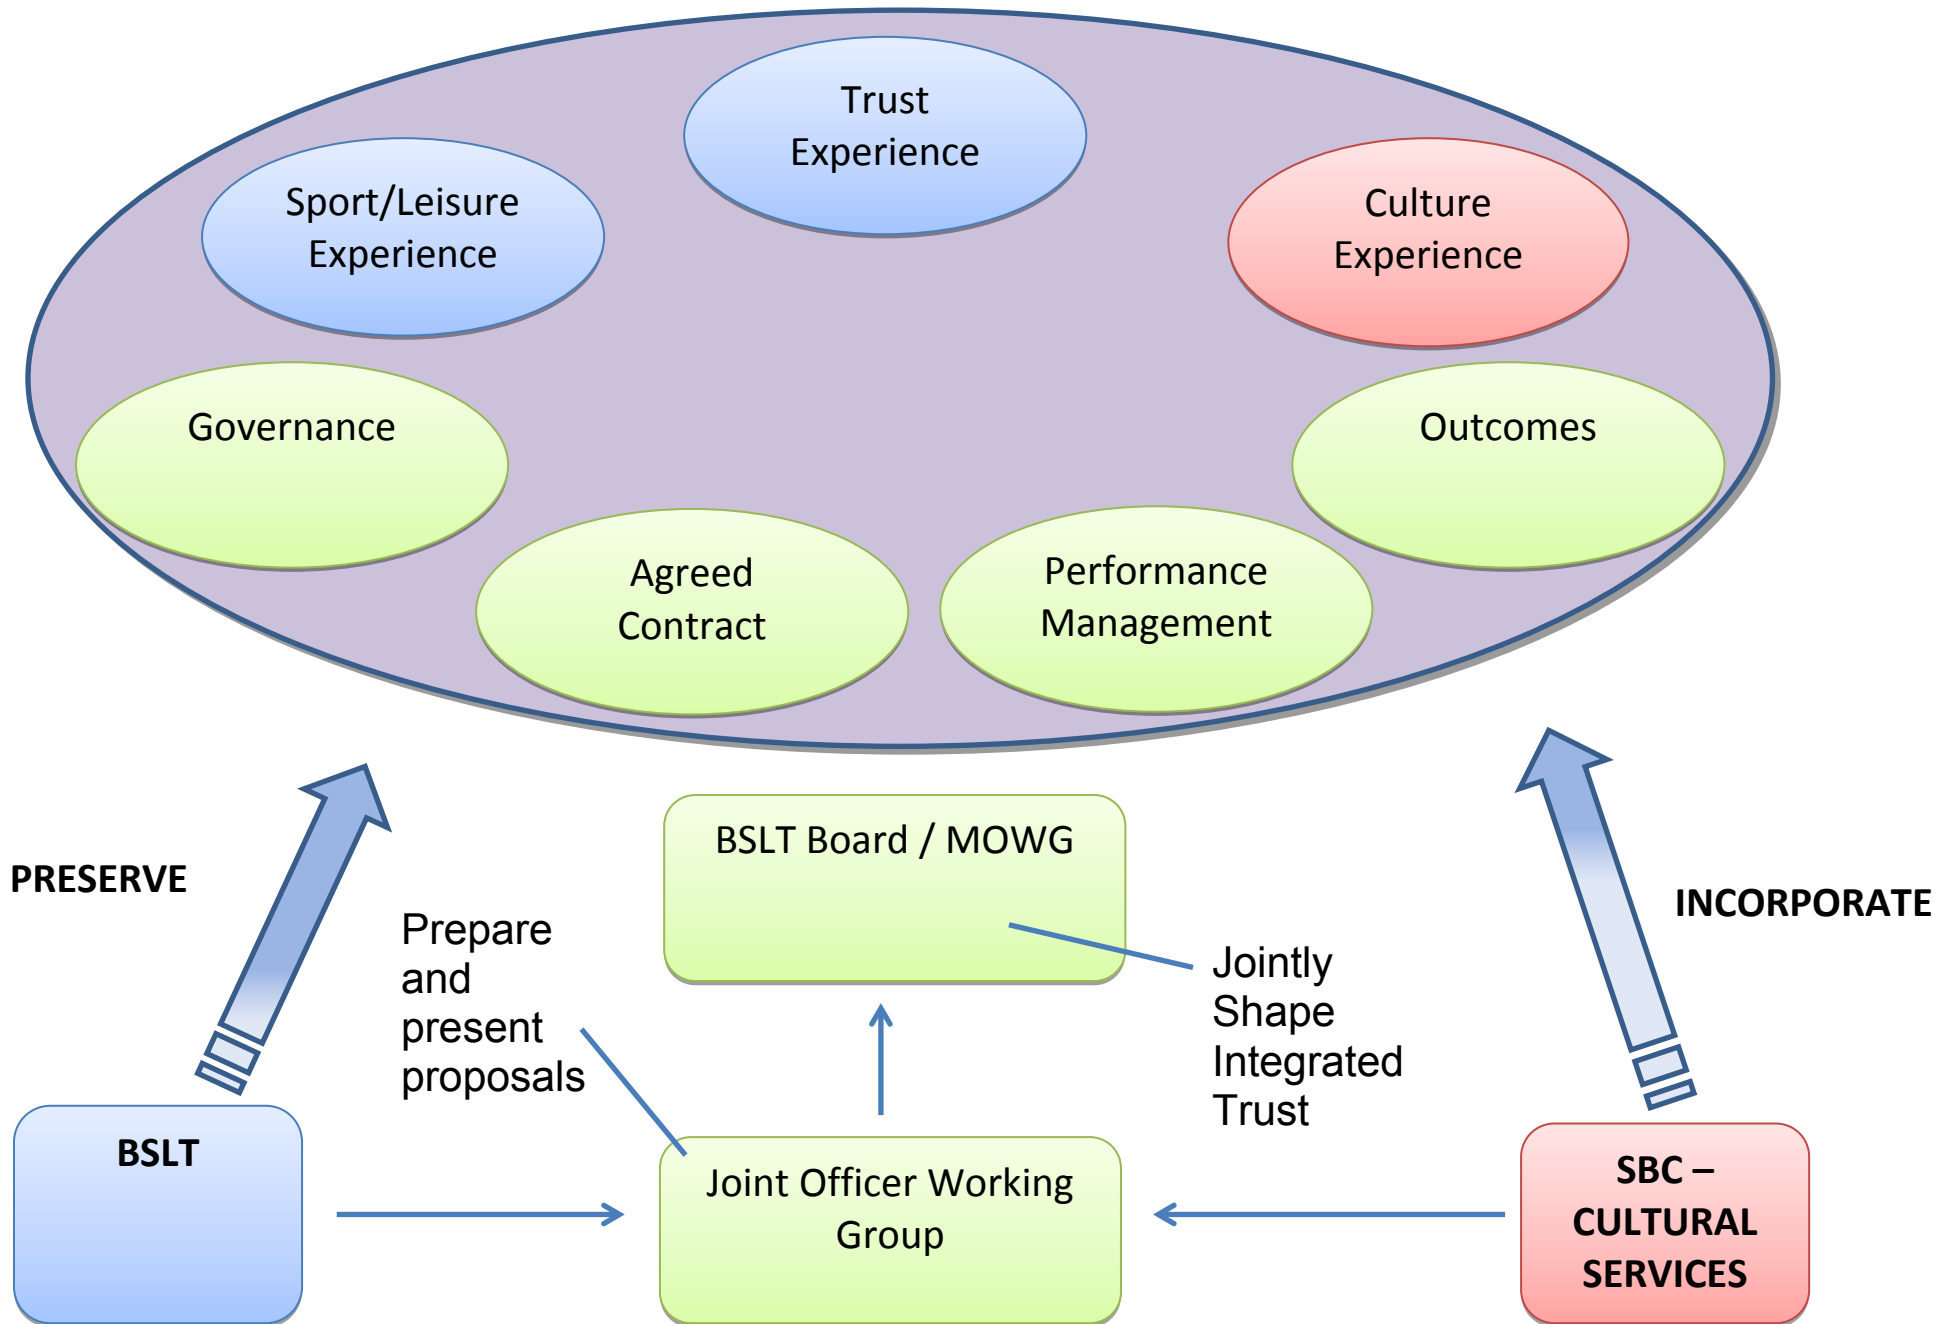 Trust
Experience
Sport/Leisure
Experience
Culture
Experience
Governance
Outcomes
Agreed
Contract
Performance
Management
PRESERVE
BSLT Board / MOWG
INCORPORATE
Prepare
and
present
proposals
Jointly
Shape
Integrated
Trust
BSLT
Joint Officer Working
Group
SBC –
CULTURAL
SERVICES